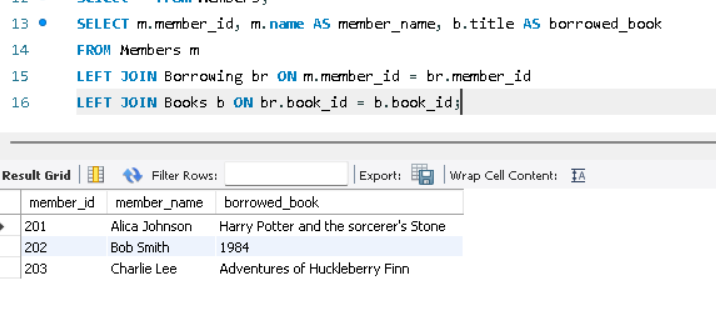 13 SELECT m.member_id, m.name AS member_name, b.title AS borrowed_book
14 FROM Members m
15 LEFT JOIN Borrowing br ON m.member_id = br.member_id
16 LEFT JOIN Books b ON br.book_id = b.book_id;
Result Grid Filter Rows: Export: Wrap Cell Content: IA
member_id member_name borrowed_book
201 Alica Johnson Harry Potter and the sorcerer's Stone
202 Bob Smith 1984
203 Charlie Lee Adventures of Huckleberry Finn